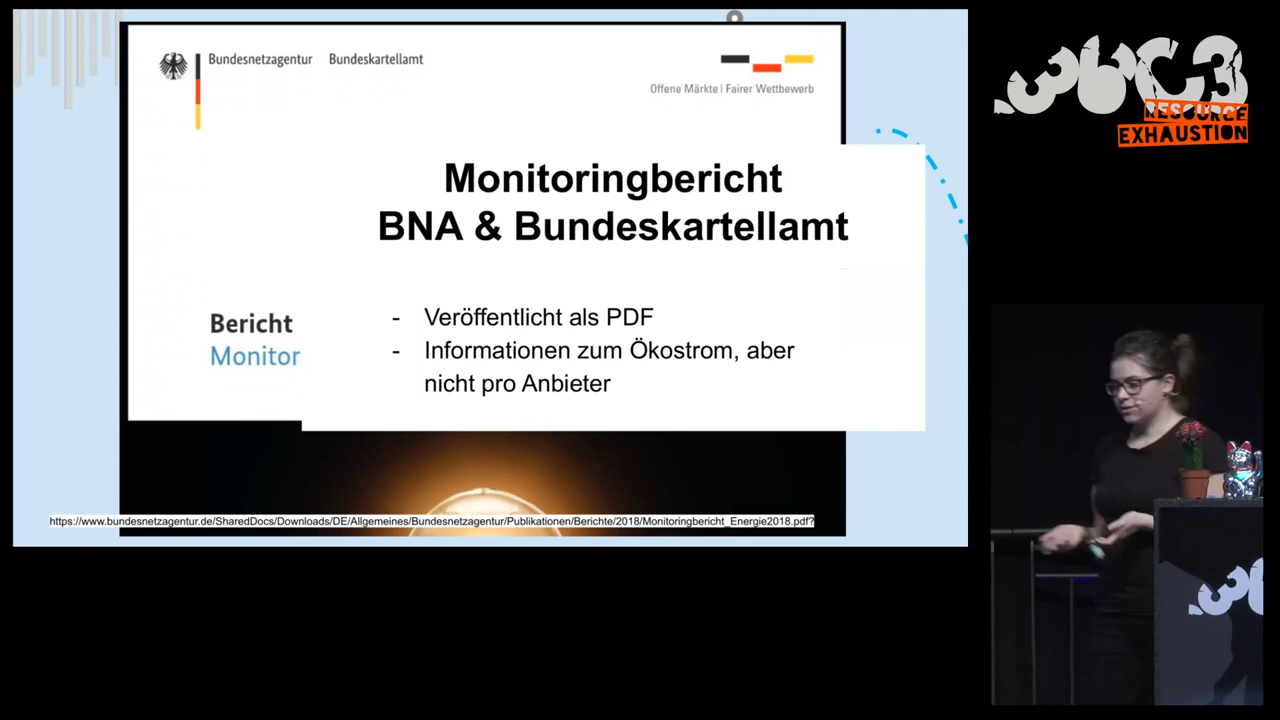 Bundesnetzagentur Bundeskartellamt
Offene Märkte | Fairer Wettbewerb
Monitoringbericht
BNA & Bundeskartellamt
- Veröffentlicht als PDF
- Informationen zum Ökostrom, aber
nicht pro Anbieter
Bericht
Monitor
https://www.bundesnetzagentur.de/SharedDocs/Downloads/DE/Allgemeines/Bundesnetzagentur/Publikationen/Berichte/2018/Monitoringbericht_Energie2018.pdf?
36C3
RESOURCE
EXHAUSTION